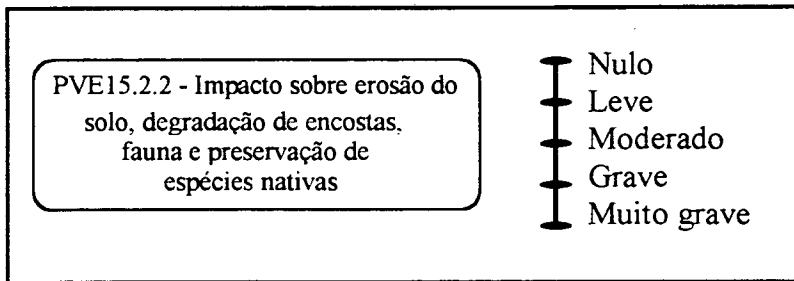 PVE15.2.2 - Impacto sobre erosão do
solo, degradação de encostas,
fauna e preservação de
espécies nativas
Nulo
Leve
Moderado
Grave
Muito grave